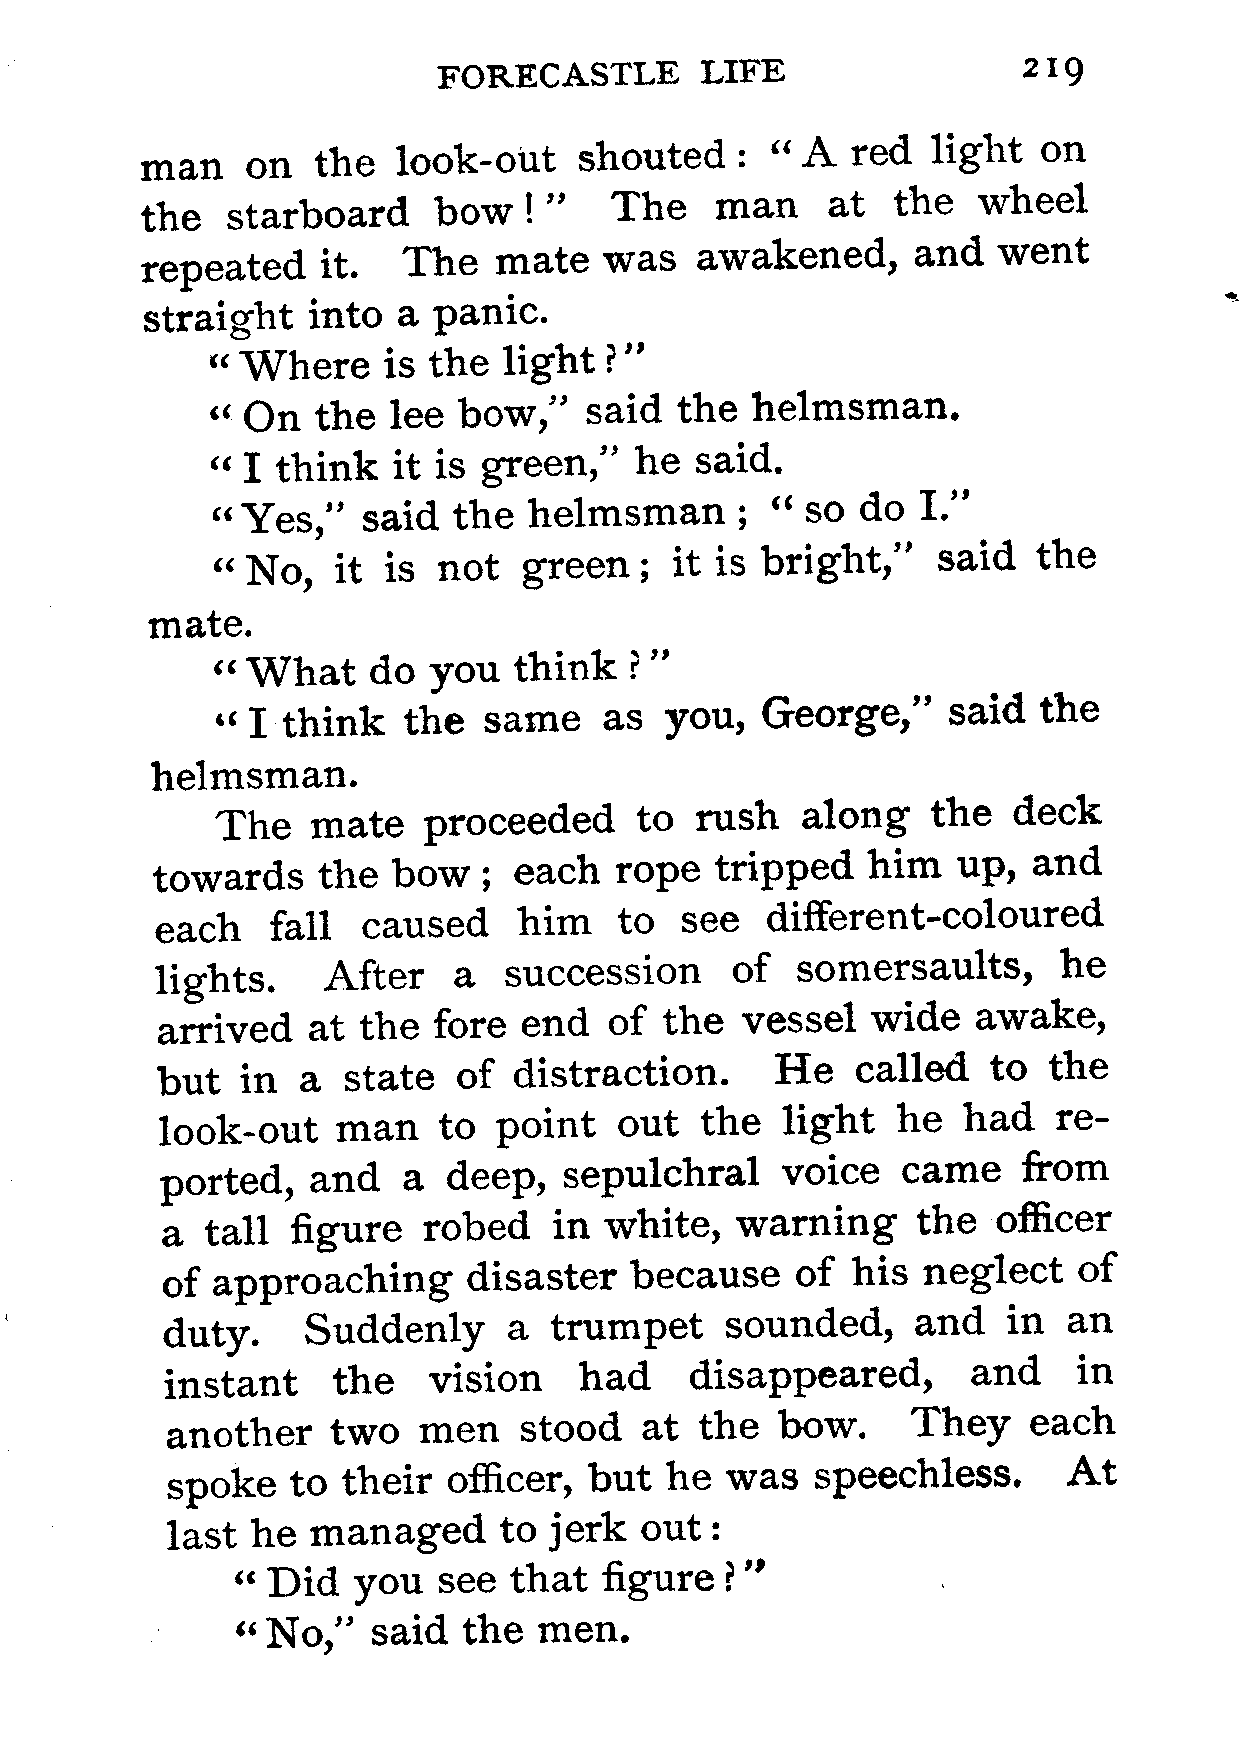 FORECASTLE LIFE 219
man on the look-out shouted : “ A red light on
the starboard bow ! ” The man at the wheel
repeated it. The mate was awakened, and went
straight into a panic.
“ Where is the light ? ”
“ On the lee bow,” said the helmsman.
“ I think it is green,” he said.
“ Yes,” said the helmsman ; “ so do I.”
“ No, it is not green ; it is bright,” said the
mate.
“ What do you think ? ”
“ I think the same as you, George,” said the
helmsman.
The mate proceeded to rush along the deck
towards the bow ; each rope tripped him up, and
each fall caused him to see different-coloured
lights. After a succession of somersaults, he
arrived at the fore end of the vessel wide awake,
but in a state of distraction. He called to the
look-out man to point out the light he had re-
ported, and a deep, sepulchral voice came from
a tall figure robed in white, warning the officer
of approaching disaster because of his neglect of
duty. Suddenly a trumpet sounded, and in an
instant the vision had disappeared, and in
another two men stood at the bow. They each
spoke to their officer, but he was speechless. At
last he managed to jerk out :
“ Did you see that figure ? ”
“ No,” said the men.